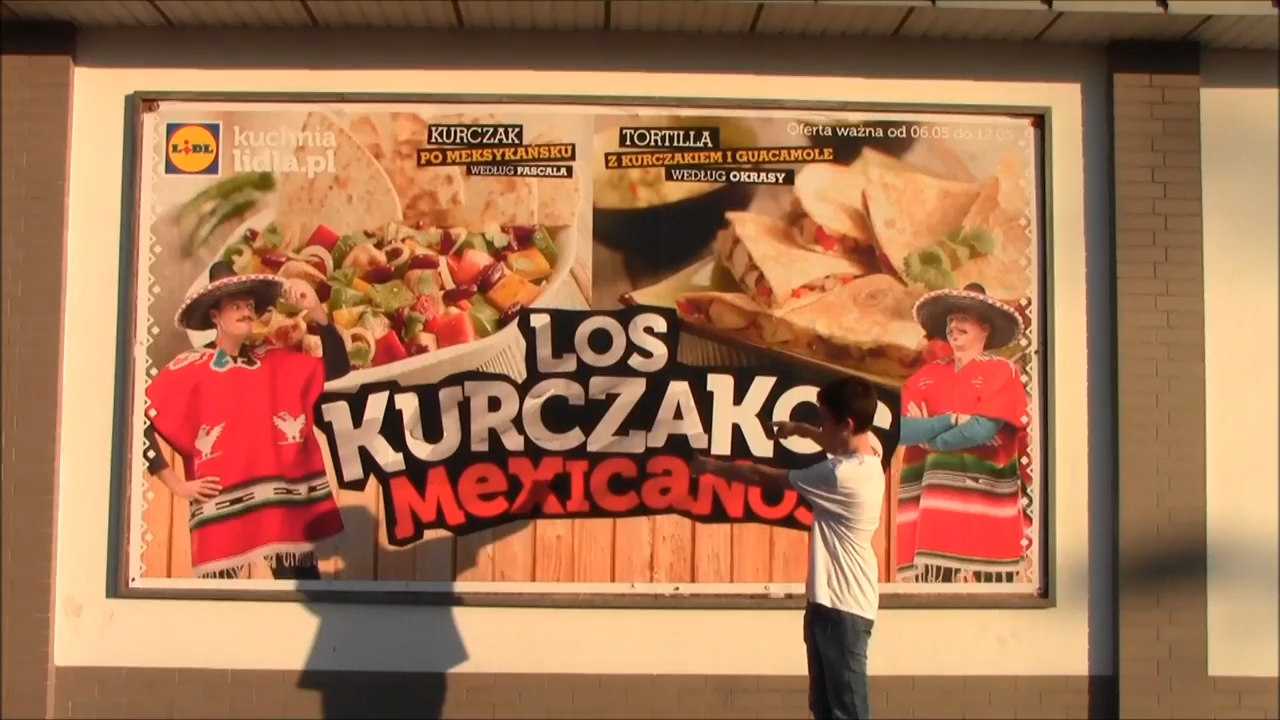 LIDL
kuchnia
lidla.pl
KURCZAK
PO MEKSYKAŃSKU
WEDŁUG PASCALA
TORTILLA
Z KURCZAKIEM I GUACAMOLE
WEDŁUG OKRASY
Oferta ważna od 06.05 do 12.05
LOS
KURCZAKOS
MeXICaNOS